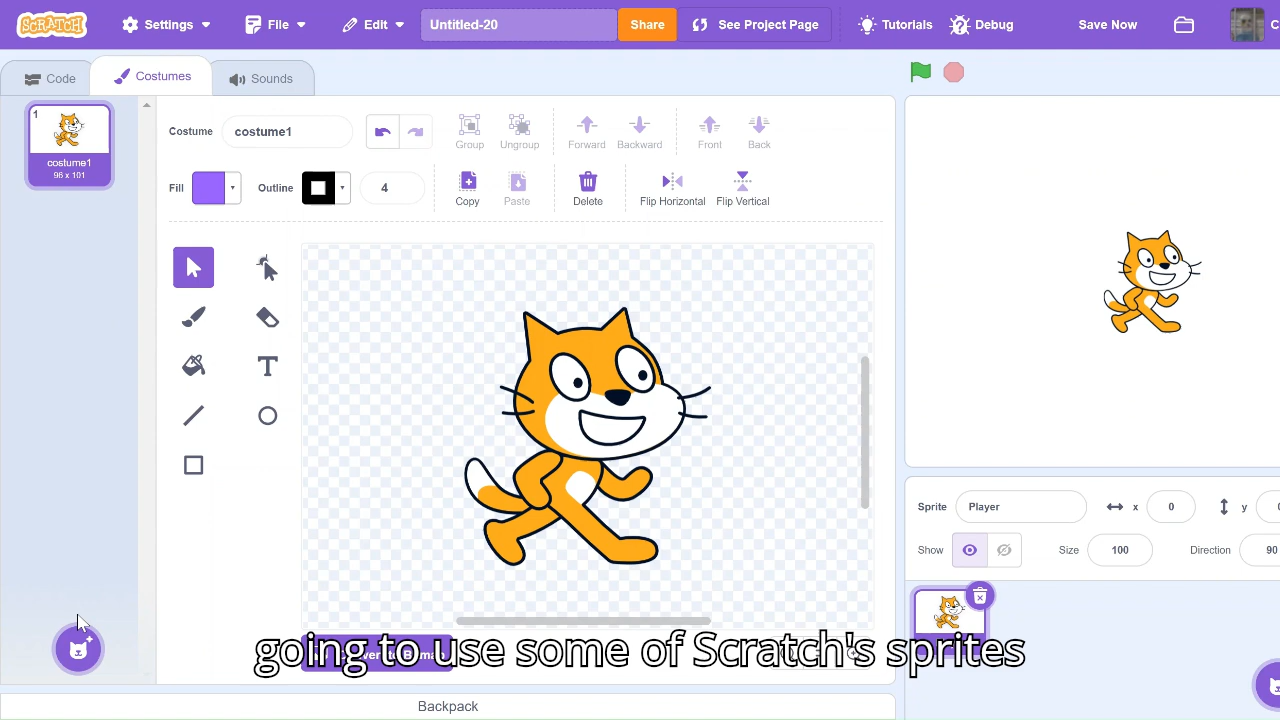 SCRATCH Settings File Edit Untitled-20 Share See Project Page Tutorials Debug Save Now
Code Costumes Sounds
1
costume1
96 x 101
Costume costume1 Group Ungroup Forward Backward Front Back
Fill Outline 4 Copy Paste Delete Flip Horizontal Flip Vertical
T
Sprite Player x 0 y
Show Size 100 Direction 90
going to use some of Scratch's sprites
Backpack